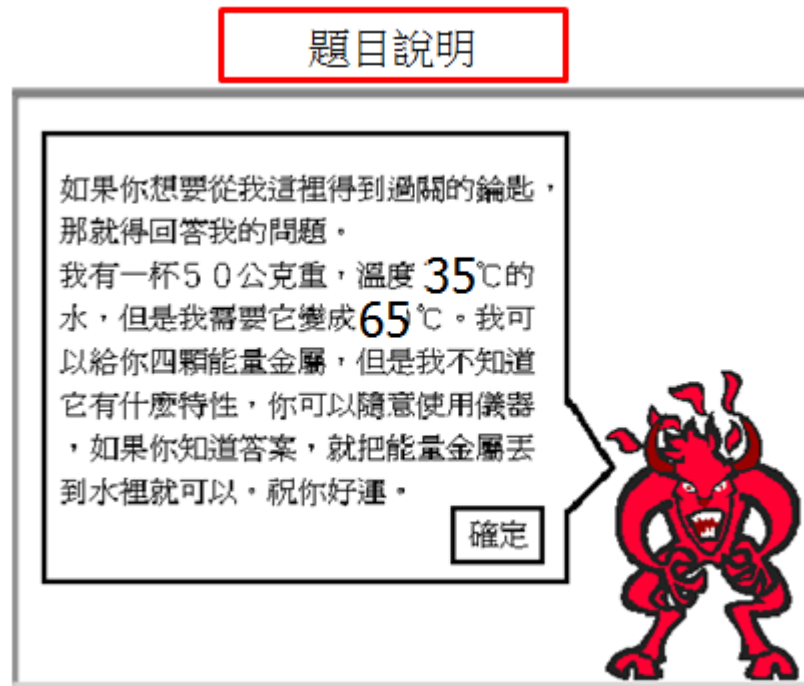 題目說明
如果你想要從我這裡得到過關的鑰匙，
那就得回答我的問題。
我有一杯５０公克重，溫度35℃的
水，但是我需要它變成65℃。我可
以給你四顆能量金屬，但是我不知道
它有什麼特性，你可以隨意使用儀器
，如果你知道答案，就把能量金屬丟
到水裡就可以。祝你好運。
確定